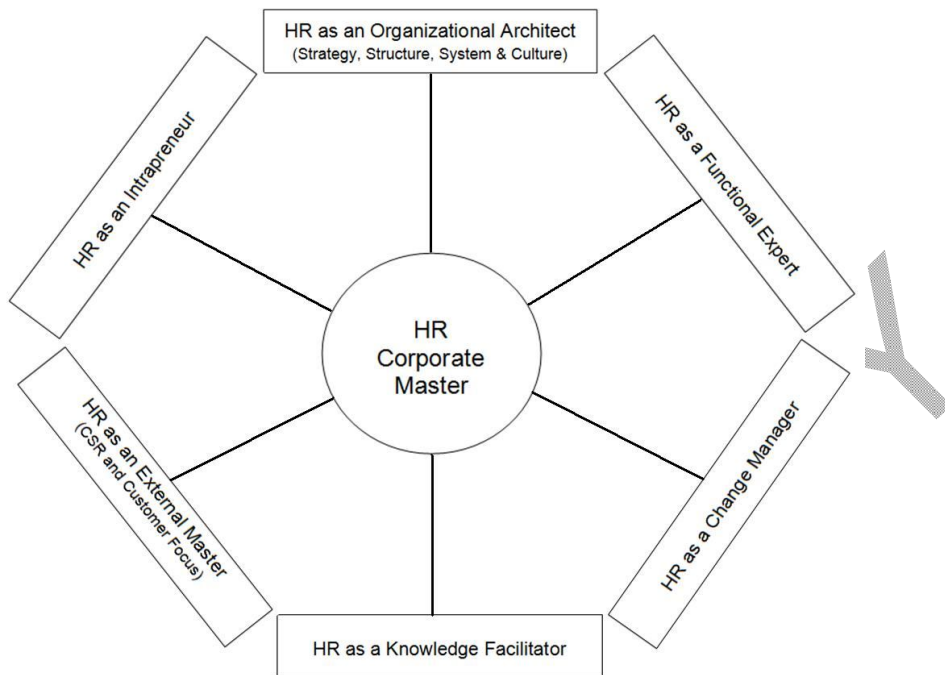 HR as an Organizational Architect
(Strategy, Structure, System & Culture)
HR as an Intrapreneur
HR as a Functional Expert
HR
Corporate
Master
HR as an External Master
(CSR and Customer Focus)
HR as a Change Manager
HR as a Knowledge Facilitator
Y